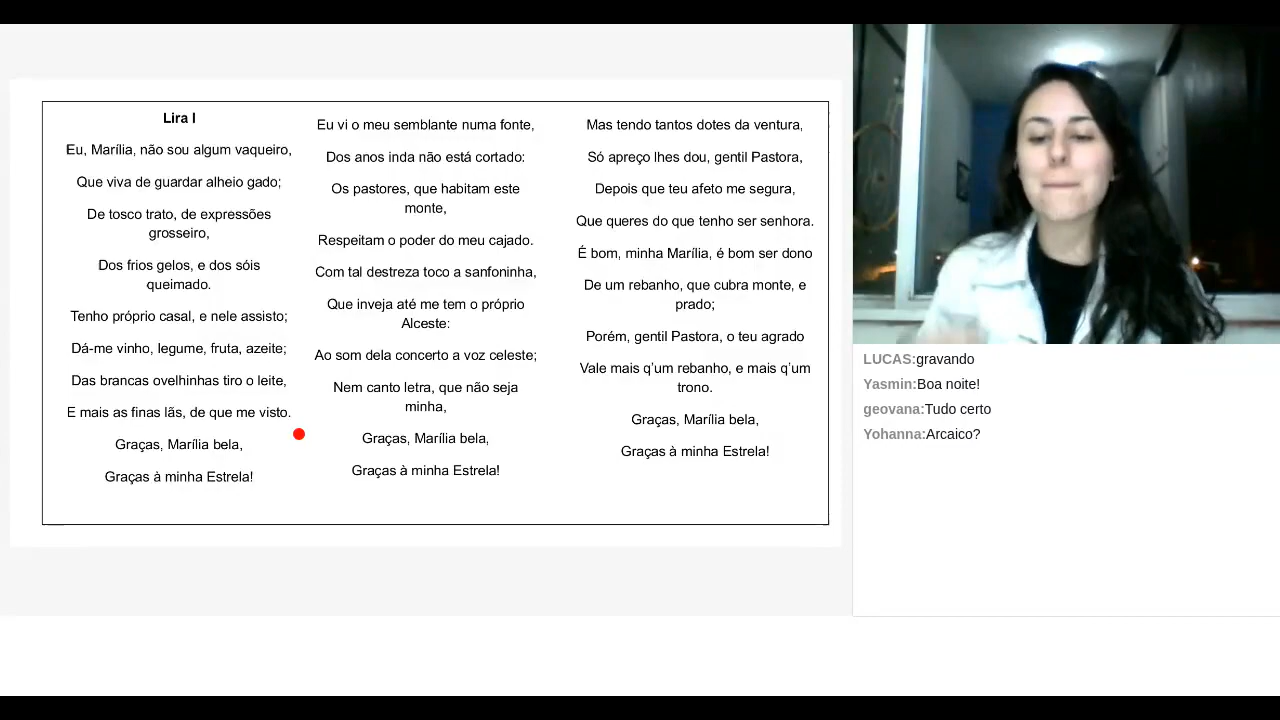 Lira I
Eu, Marília, não sou algum vaqueiro,
Que viva de guardar alheio gado;
De tosco trato, de expressões
grosseiro,
Dos frios gelos, e dos sóis
queimado.
Tenho próprio casal, e nele assisto;
Dá-me vinho, legume, fruta, azeite;
Das brancas ovelhinhas tiro o leite,
E mais as finas lãs, de que me visto.
Graças, Marília bela,
Graças à minha Estrela!
Eu vi o meu semblante numa fonte,
Dos anos inda não está cortado:
Os pastores, que habitam este
monte,
Respeitam o poder do meu cajado.
Com tal destreza toco a sanfoninha,
Que inveja até me tem o próprio
Alceste:
Ao som dela concerto a voz celeste;
Nem canto letra, que não seja
minha,
Graças, Marília bela,
Graças à minha Estrela!
Mas tendo tantos dotes da ventura,
Só apreço lhes dou, gentil Pastora,
Depois que teu afeto me segura,
Que queres do que tenho ser senhora.
É bom, minha Marília, é bom ser dono
De um rebanho, que cubra monte, e
prado;
Porém, gentil Pastora, o teu agrado
Vale mais q'um rebanho, e mais q'um
trono.
Graças, Marília bela,
Graças à minha Estrela!
LUCAS:gravando
Yasmin:Boa noite!
geovana:Tudo certo
Yohanna:Arcaico?